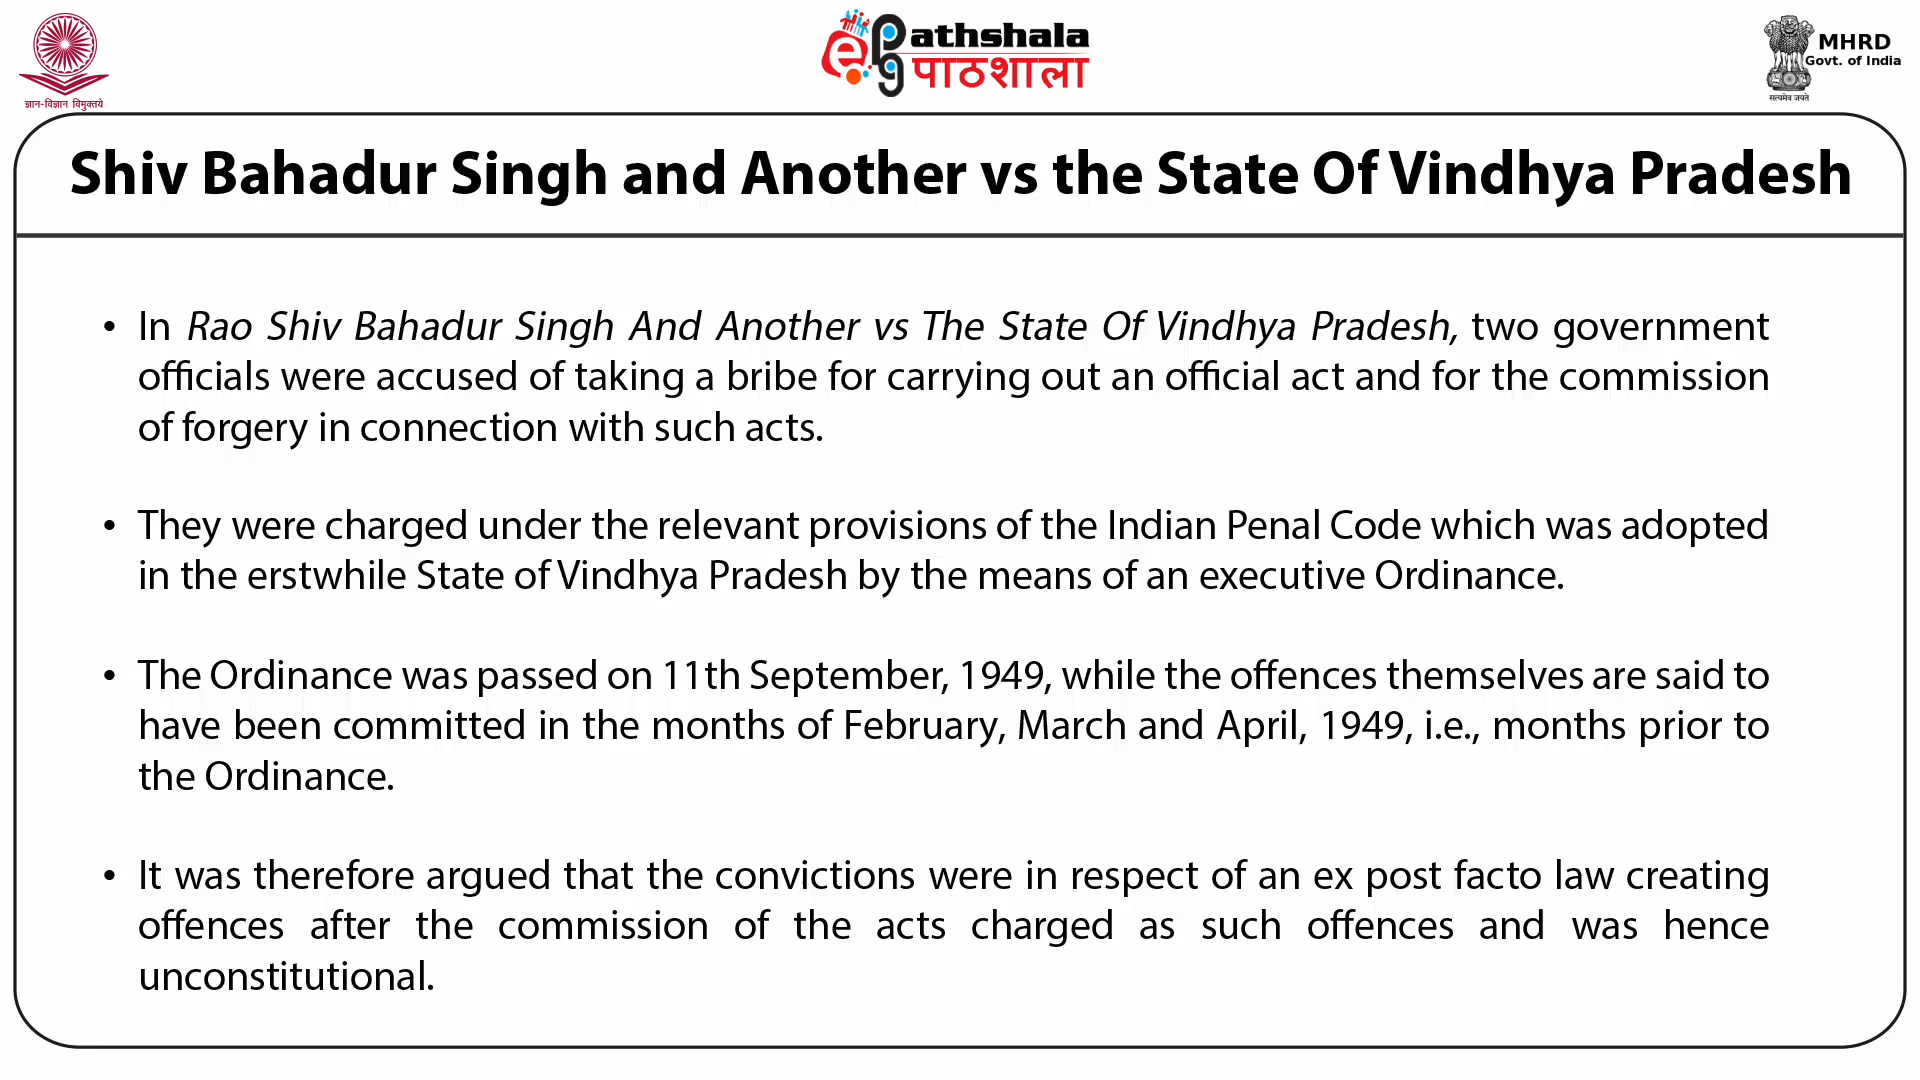 ज्ञान-विज्ञान विमुक्तये
ePathshala
पाठशाला
सत्यमेव जयते
MHRD
Govt. of India
Shiv Bahadur Singh and Another vs the State Of Vindhya Pradesh
• In Rao Shiv Bahadur Singh And Another vs The State Of Vindhya Pradesh, two government
officials were accused of taking a bribe for carrying out an official act and for the commission
of forgery in connection with such acts.
• They were charged under the relevant provisions of the Indian Penal Code which was adopted
in the erstwhile State of Vindhya Pradesh by the means of an executive Ordinance.
• The Ordinance was passed on 11th September, 1949, while the offences themselves are said to
have been committed in the months of February, March and April, 1949, i.e., months prior to
the Ordinance.
• It was therefore argued that the convictions were in respect of an ex post facto law creating
offences after the commission of the acts charged as such offences and was hence
unconstitutional.